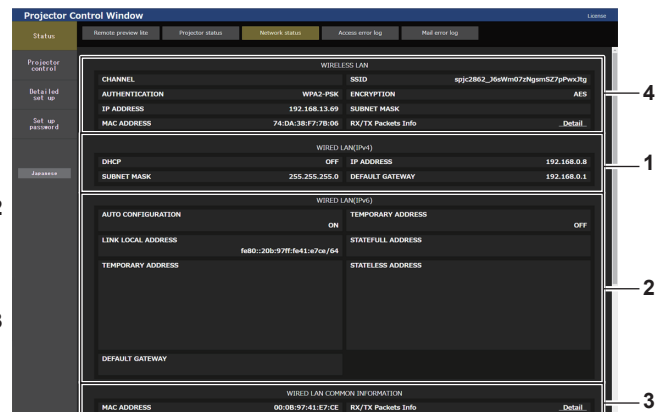 Projector Control Window License
Status Remote preview lite Projector status Network status Access error log Mail error log
Projector control
Detailed set up
Set up password
Japanese
WIRELESS LAN
CHANNEL SSID spjc2862_J6sWm07zNgsmSZ7pPwxJtg
AUTHENTICATION WPA2-PSK ENCRYPTION AES
IP ADDRESS 192.168.13.69 SUBNET MASK
MAC ADDRESS 74:DA:38:F7:7B:06 RX/TX Packets Info Detail
4
WIRED LAN(IPv4)
DHCP OFF IP ADDRESS 192.168.0.8
SUBNET MASK 255.255.255.0 DEFAULT GATEWAY 192.168.0.1
1
WIRED LAN(IPv6)
AUTO CONFIGURATION ON TEMPORARY ADDRESS OFF
LINK LOCAL ADDRESS fe80::20b:97ff:fe41:e7ce/64 STATEFULL ADDRESS
TEMPORARY ADDRESS STATELESS ADDRESS
DEFAULT GATEWAY
2
WIRED LAN COMMON INFORMATION
MAC ADDRESS 00:0B:97:41:E7:CE RX/TX Packets Info Detail
3